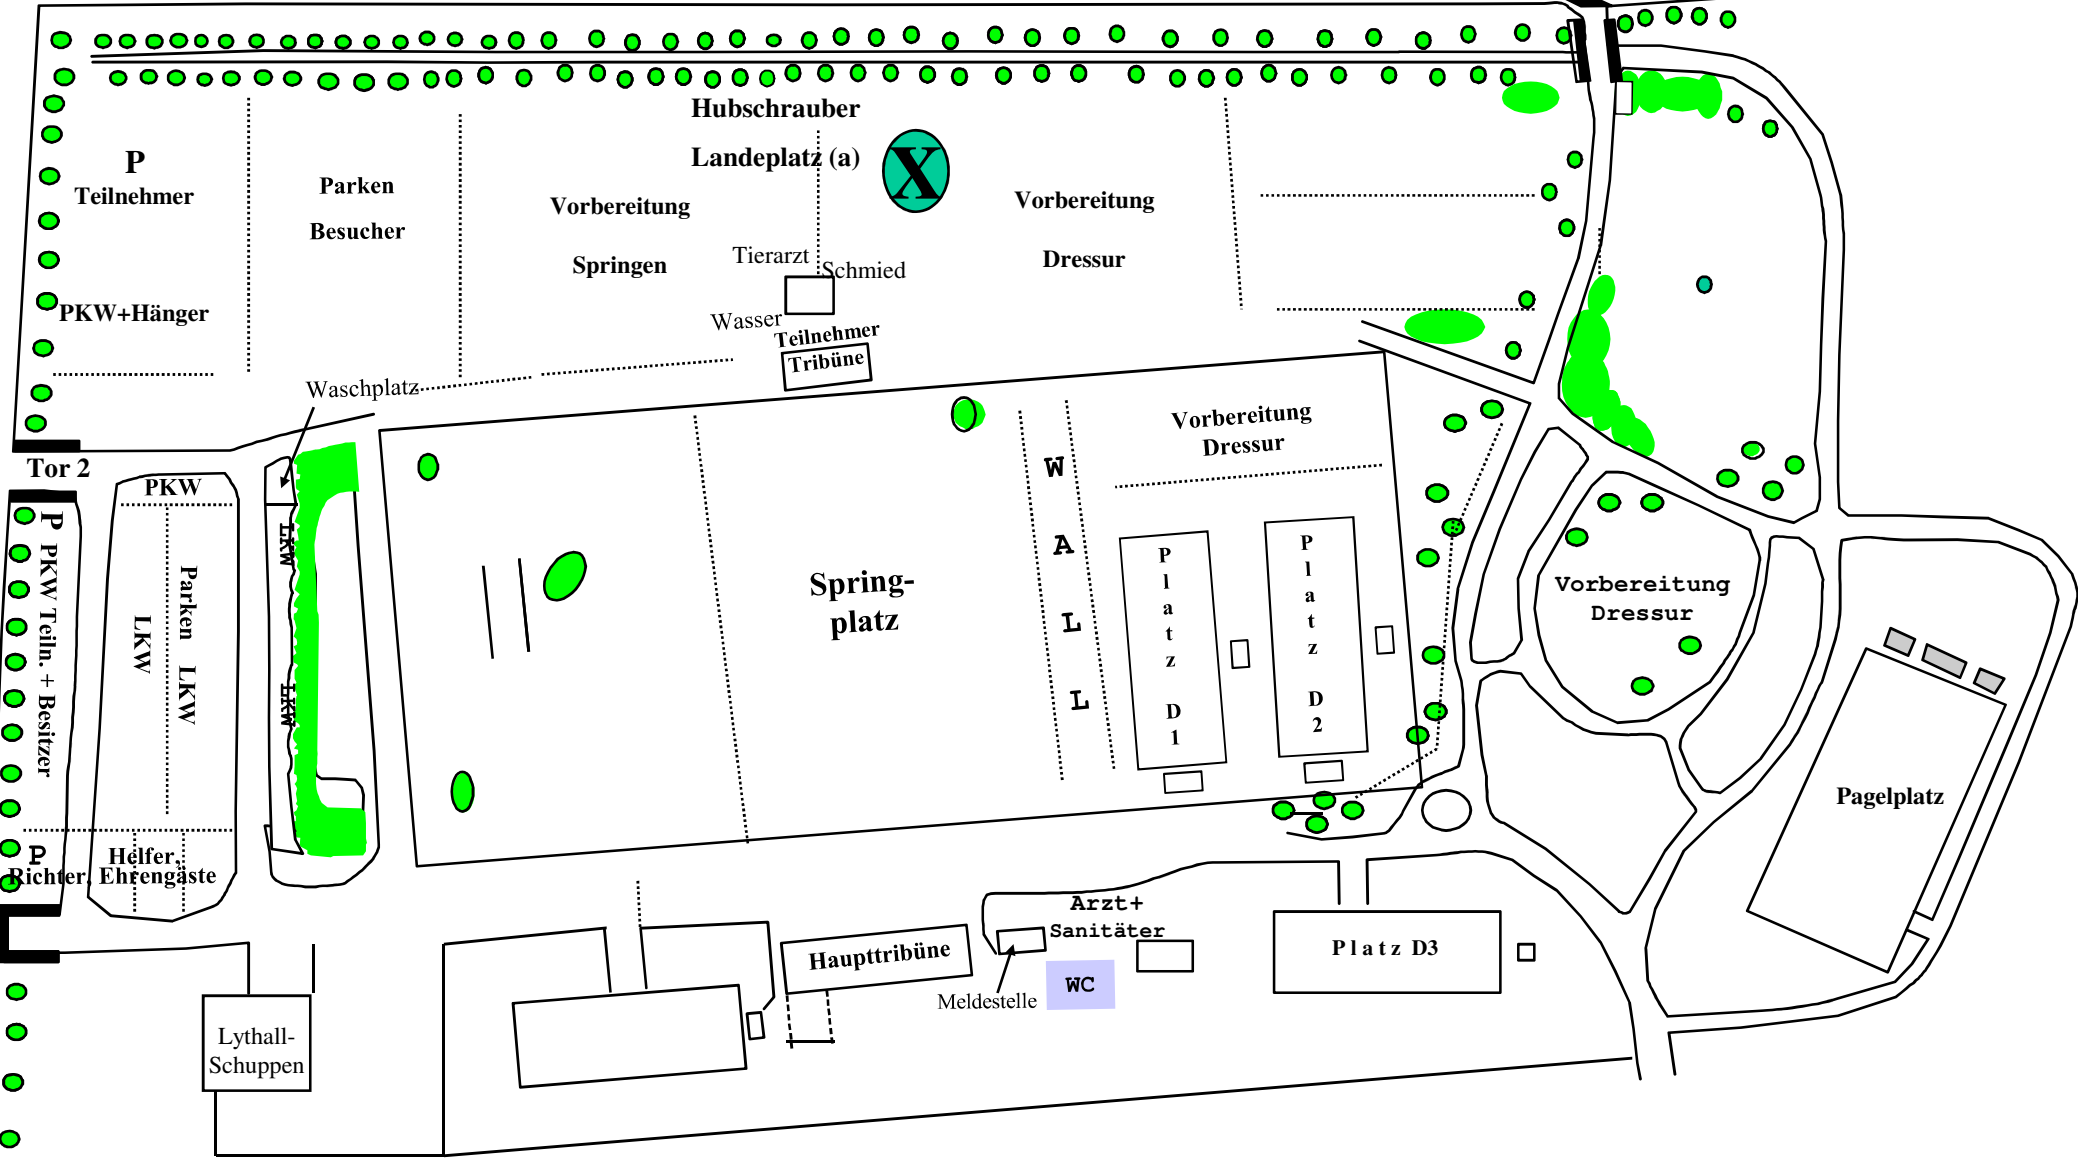 Hubschrauber
Landeplatz (a)
X
P
Teilnehmer
PKW+Hänger
Parken
Besucher
Vorbereitung
Springen
Vorbereitung
Dressur
Tierarzt
Schmied
Wasser
Teilnehmer
Tribüne
Waschplatz
Tor 2
PKW
P PKW Teiln. + Besitzer
LKW
Parken LKW
LKW
LKW
P
Helfer,
Richter, Ehrengäste
Spring-
platz
WALL
Vorbereitung
Dressur
Platz D1
Platz D2
Vorbereitung
Dressur
Pagelplatz
Arzt+
Sanitäter
Haupttribüne
Meldestelle
WC
Platz D3
Lythall-
Schuppen